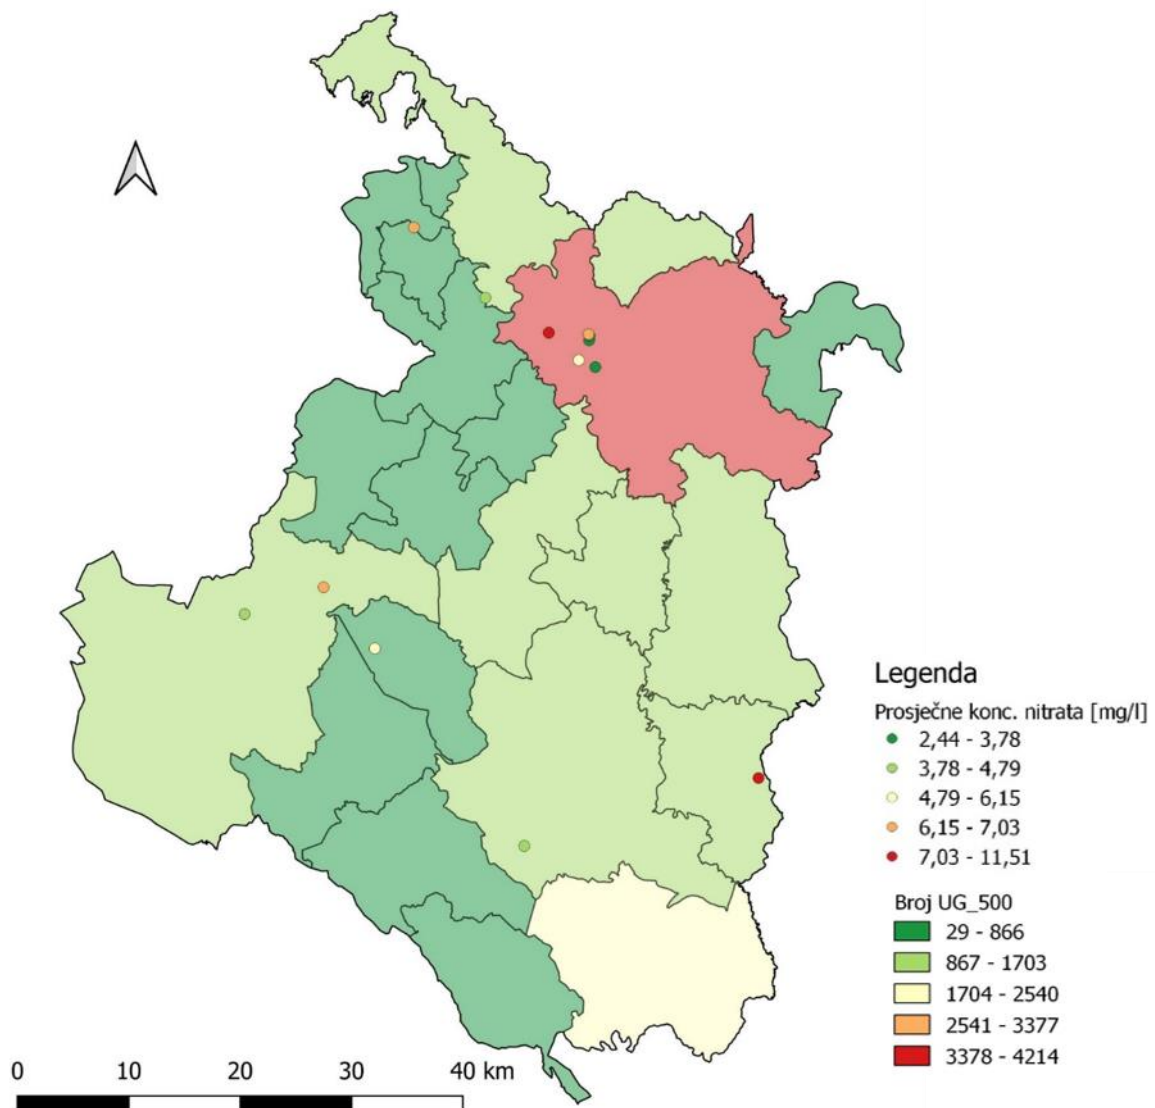 Legenda
Prosječne konc. nitrata [mg/l]
2,44 - 3,78
3,78 - 4,79
4,79 - 6,15
6,15 - 7,03
7,03 - 11,51
Broj UG_500
29 - 866
867 - 1703
1704 - 2540
2541 - 3377
3378 - 4214
0 10 20 30 40 km